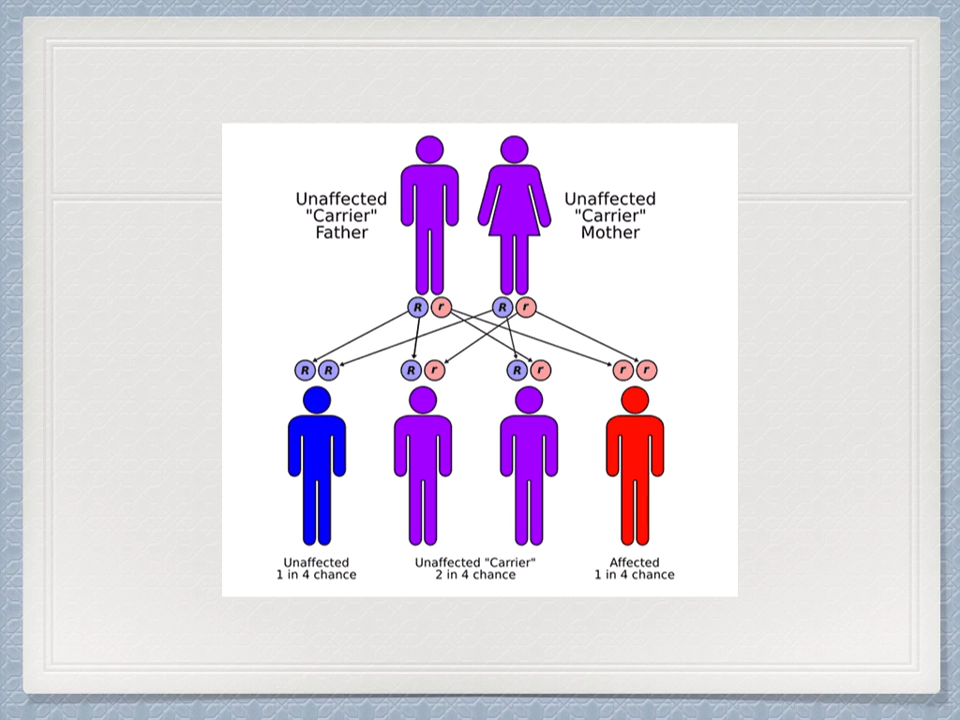 Unaffected
"Carrier"
Father
Unaffected
"Carrier"
Mother
R r R r
R R R r R r r r
Unaffected
1 in 4 chance
Unaffected "Carrier"
2 in 4 chance
Affected
1 in 4 chance